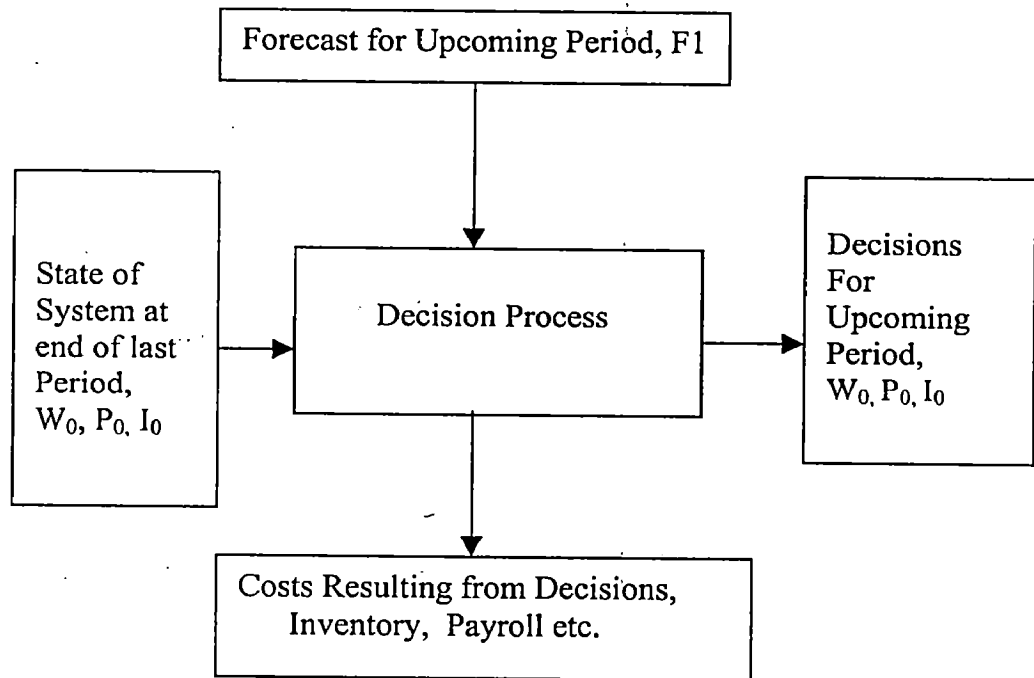 Forecast for Upcoming Period, F1
State of
System at
end of last
Period,
W₀, P₀, I₀
Decision Process
Decisions
For
Upcoming
Period,
W₀, P₀, I₀
Costs Resulting from Decisions,
Inventory, Payroll etc.